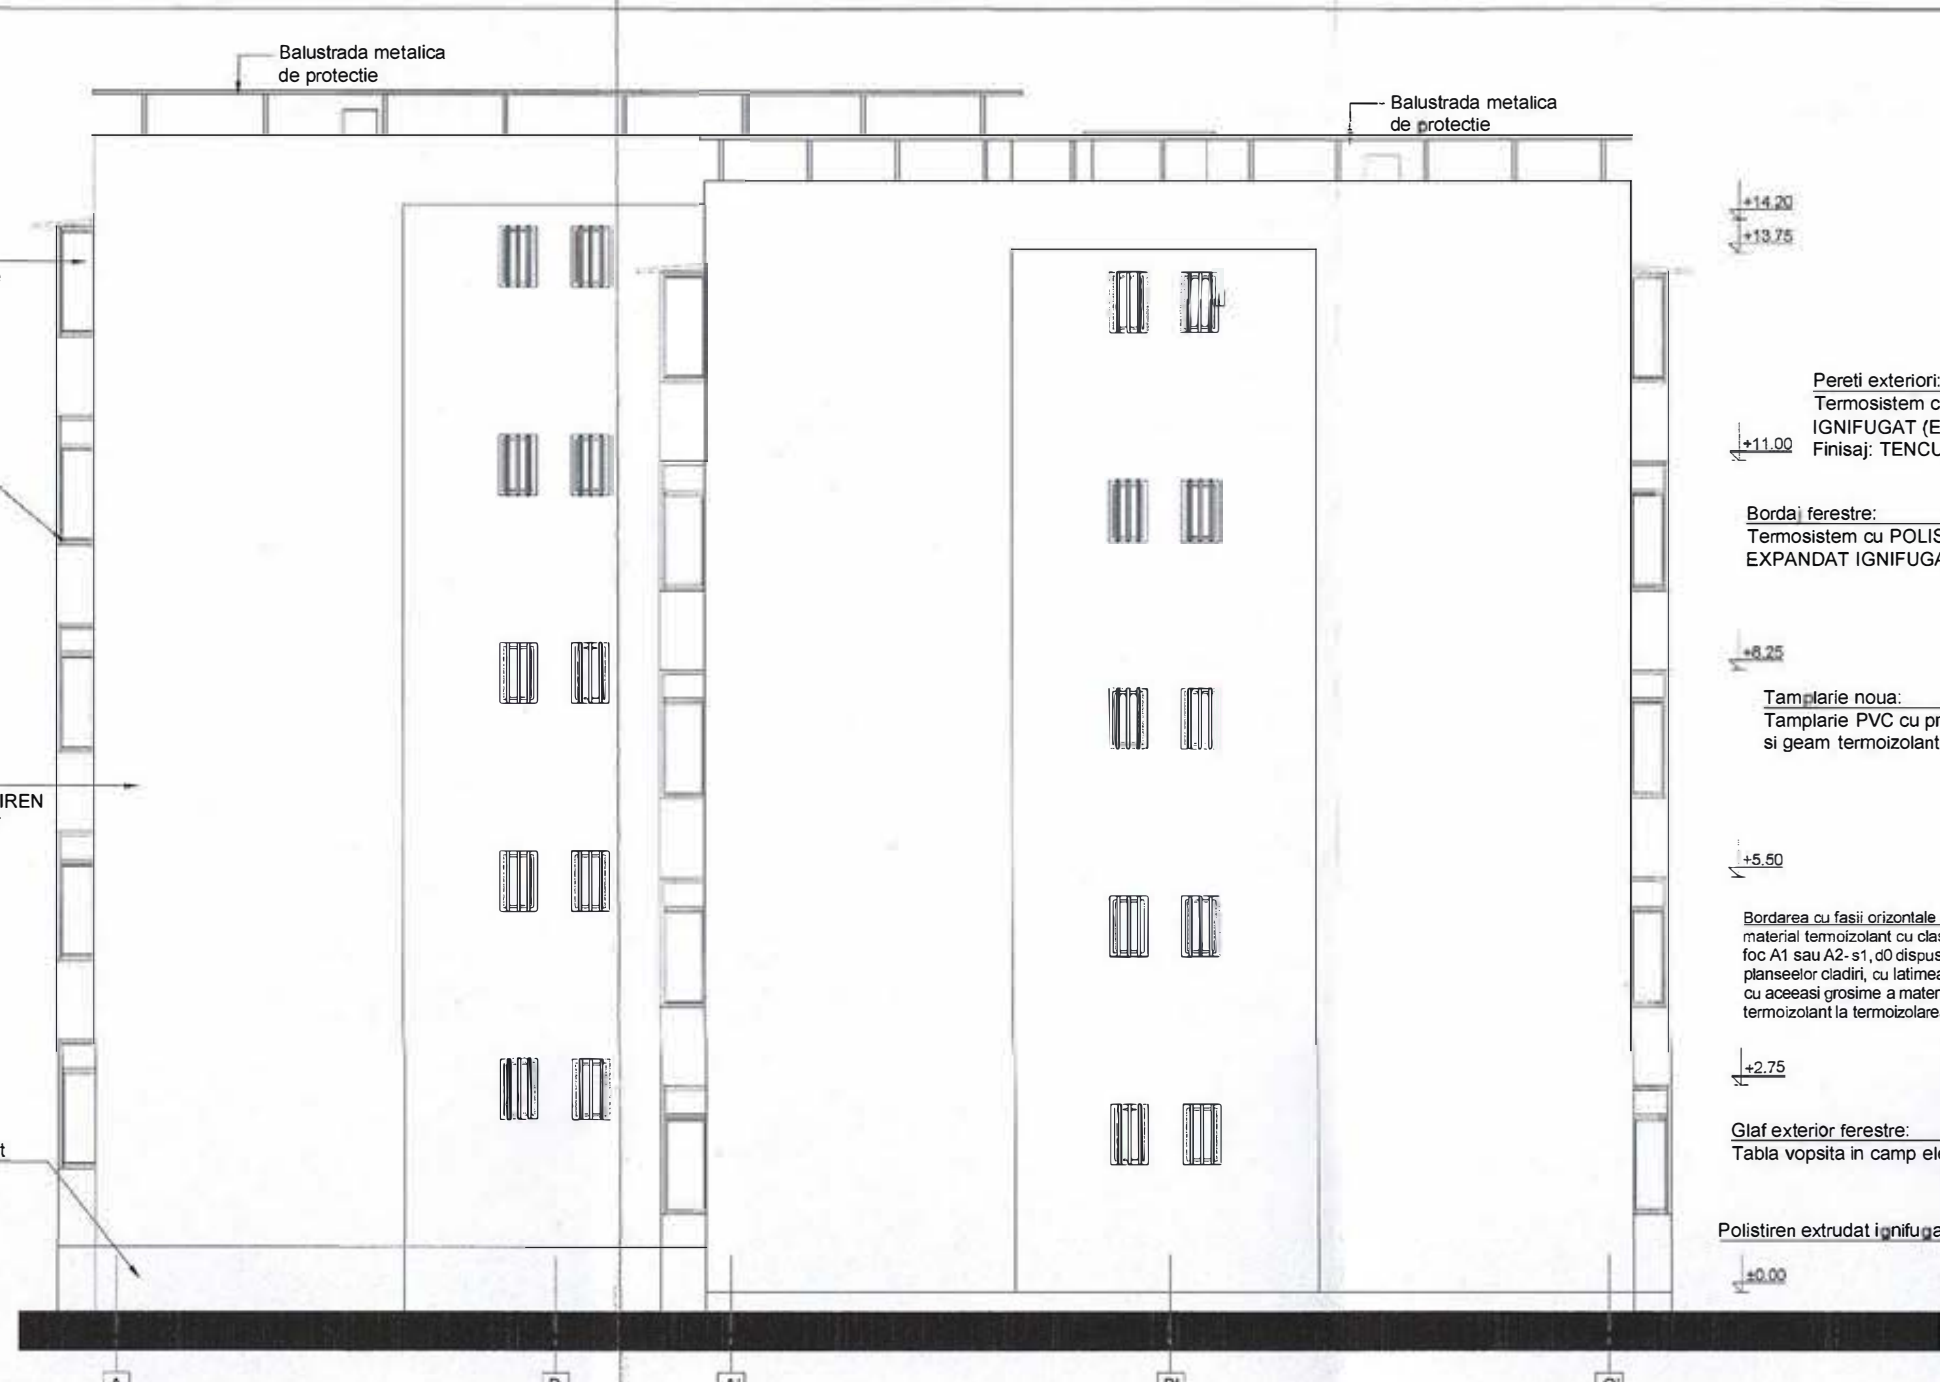 Balustrada metalica
de protectie
Balustrada metalica
de protectie
+14.20
+13.75
Pereti exteriori:
Termosistem c
IGNIFUGAT (E
Finisaj: TENCU
+11.00
Bordaj ferestre:
Termosistem cu POLIS
EXPANDAT IGNIFUGA
+8.25
Tamplarie noua:
Tamplarie PVC cu pr
si geam termoizolant
IREN
+5.50
Bordarea cu fasii orizontale
material termoizolant cu clas
foc A1 sau A2- s1, d0 dispus
planseelor cladiri, cu latimea
cu aceeasi grosime a mater
termoizolant la termoizolare
+2.75
Glaf exterior ferestre:
Tabla vopsita in camp ele
t
Polistiren extrudat ignifuga
±0.00